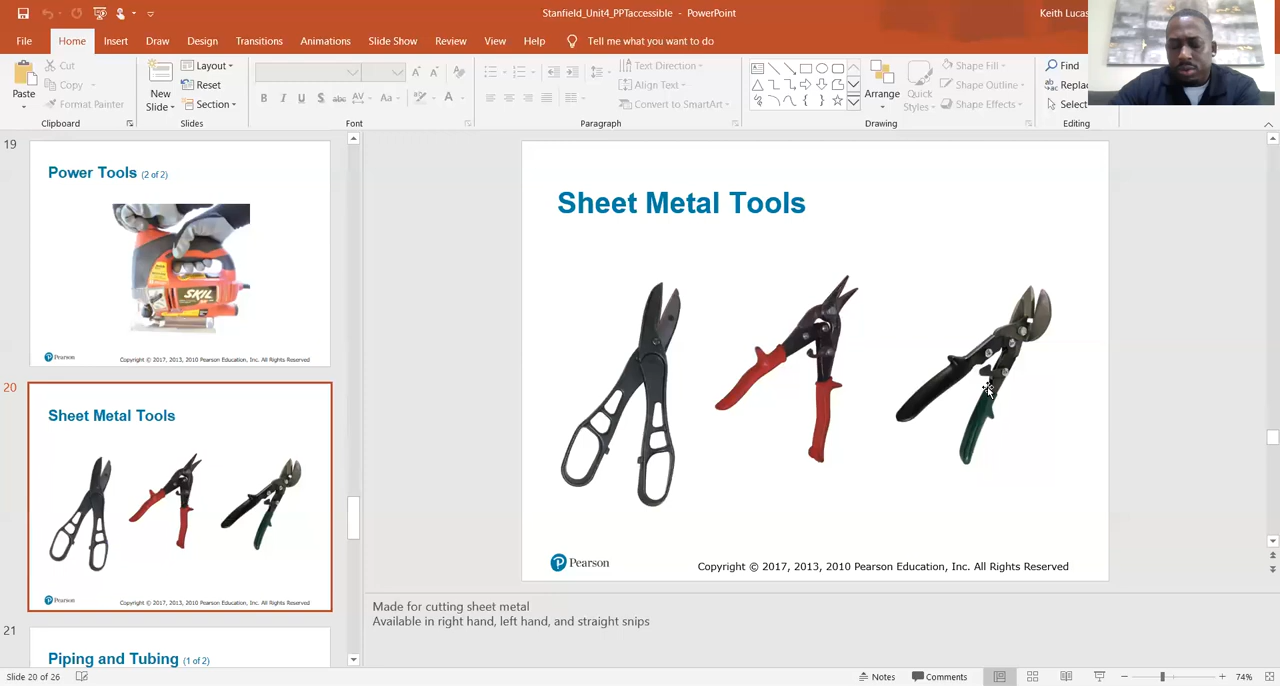 Stanfield_Unit4_PPTaccessible - PowerPoint
Keith Lucas
File Home Insert Draw Design Transitions Animations Slide Show Review View Help Tell me what you want to do
Paste
Cut
Copy
Format Painter
Clipboard
New Slide
Layout
Reset
Section
Slides
B I U S abc AV Aa A
Font
Text Direction
Align Text
Convert to SmartArt
Paragraph
Arrange
Quick Styles
Shape Fill
Shape Outline
Shape Effects
Drawing
Find
Replac
Select
Editing
19
Power Tools (2 of 2)
SKIL
Pearson
Copyright © 2017, 2013, 2010 Pearson Education, Inc. All Rights Reserved
20
Sheet Metal Tools
Pearson
Copyright © 2017, 2013, 2010 Pearson Education, Inc. All Rights Reserved
21
Piping and Tubing (1 of 2)
Sheet Metal Tools
Pearson
Copyright © 2017, 2013, 2010 Pearson Education, Inc. All Rights Reserved
Made for cutting sheet metal
Available in right hand, left hand, and straight snips
Slide 20 of 26
Notes
Comments
74%